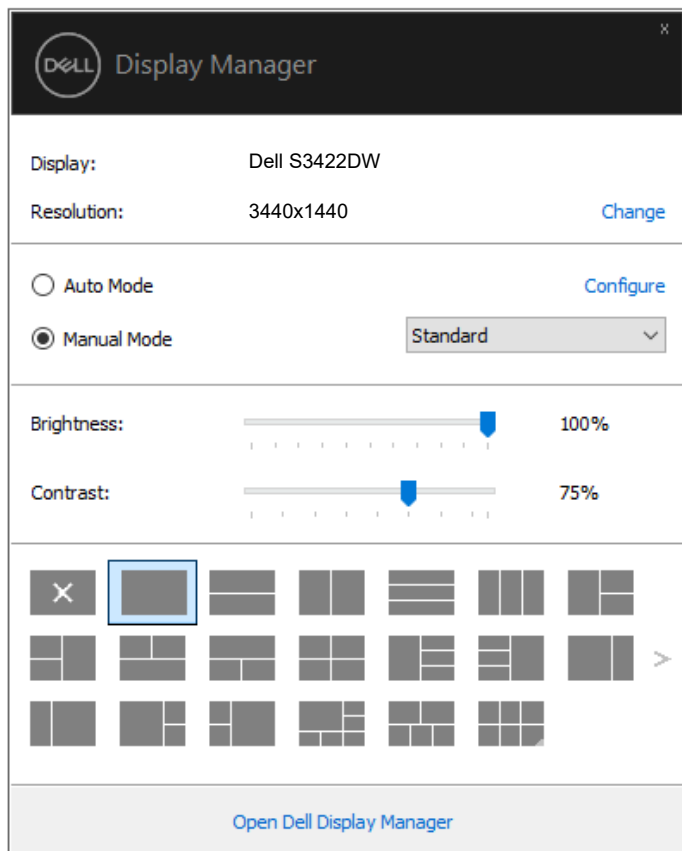 x
DELL Display Manager
Display: Dell S3422DW
Resolution: 3440x1440 Change
Auto Mode Configure
Manual Mode Standard
Brightness: 100%
Contrast: 75%
Open Dell Display Manager